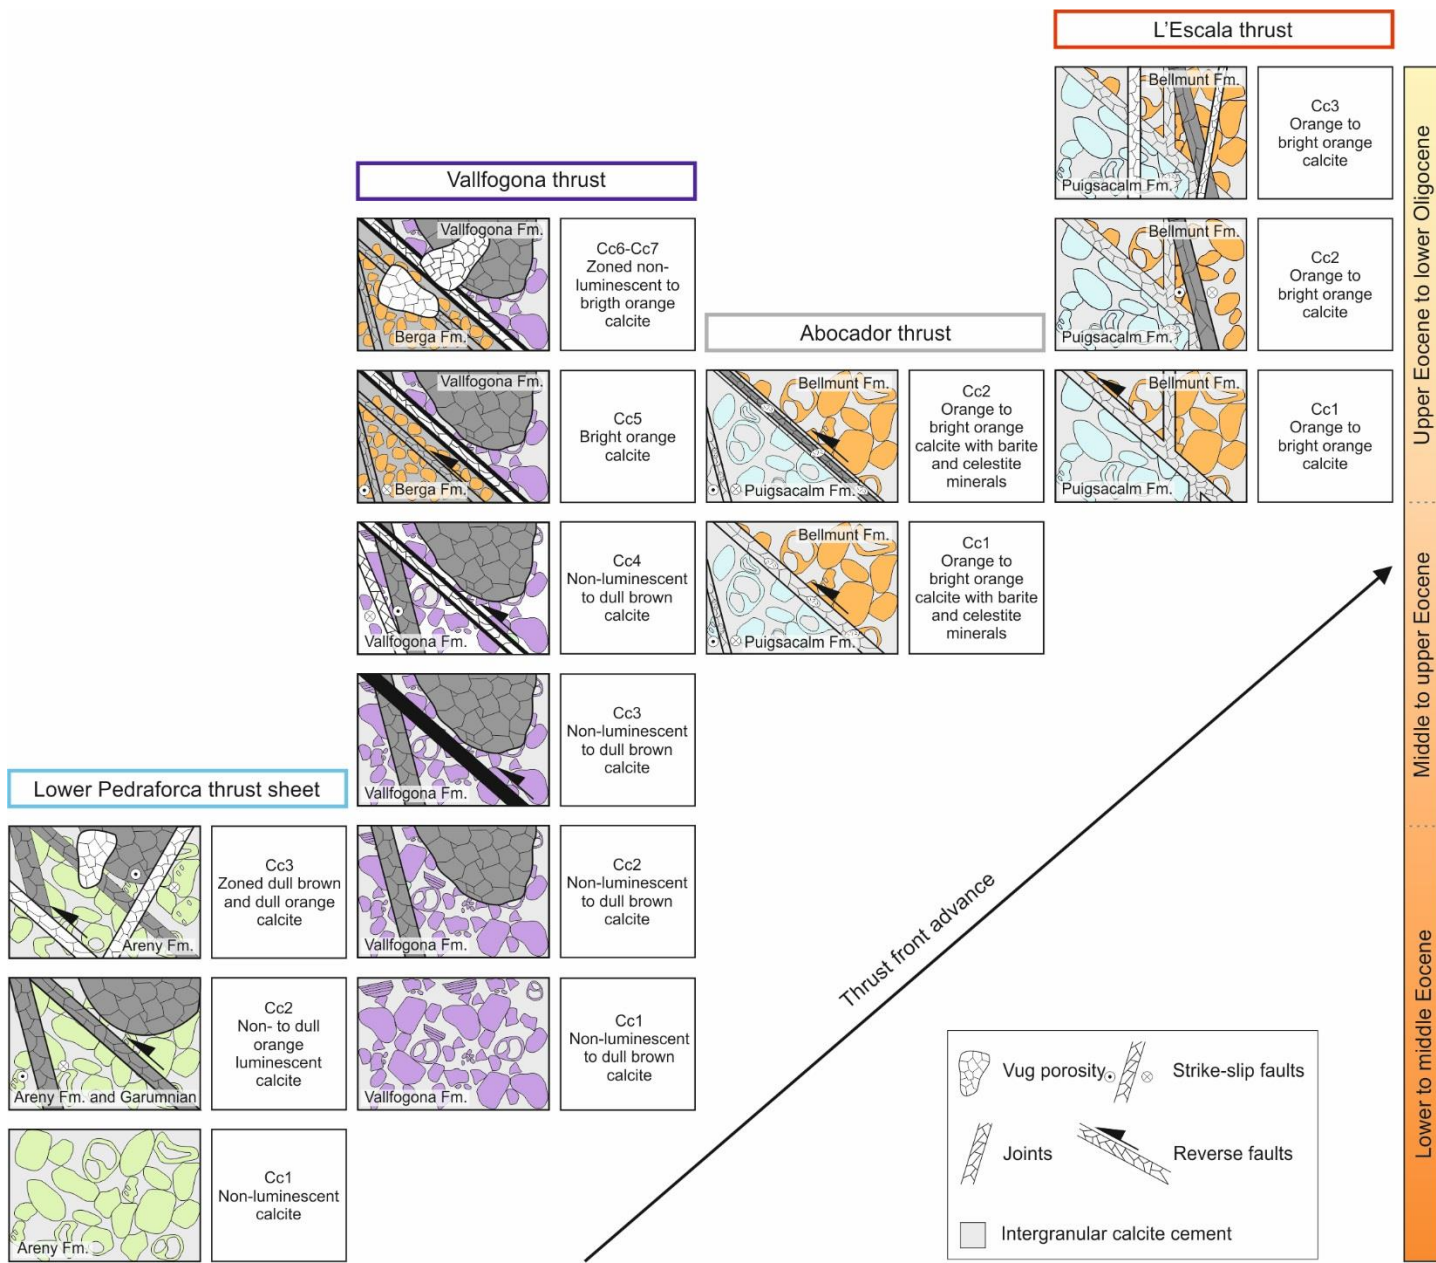 L'Escala thrust
Bellmunt Fm.
Puigsacalm Fm.
Cc3
Orange to
bright orange
calcite
Vallfogona thrust
Vallfogona Fm.
Berga Fm.
Cc6-Cc7
Zoned non-
luminescent to
brigth orange
calcite
Bellmunt Fm.
Puigsacalm Fm.
Cc2
Orange to
bright orange
calcite
Abocador thrust
Vallfogona Fm.
Berga Fm.
Cc5
Bright orange
calcite
Bellmunt Fm.
Puigsacalm Fm.
Cc2
Orange to
bright orange
calcite with barite
and celestite
minerals
Bellmunt Fm.
Puigsacalm Fm.
Cc1
Orange to
bright orange
calcite
Vallfogona Fm.
Cc4
Non-luminescent
to dull brown
calcite
Bellmunt Fm.
Puigsacalm Fm.
Cc1
Orange to
bright orange
calcite with barite
and celestite
minerals
Vallfogona Fm.
Cc3
Non-luminescent
to dull brown
calcite
Lower Pedraforca thrust sheet
Areny Fm.
Cc3
Zoned dull brown
and dull orange
calcite
Vallfogona Fm.
Cc2
Non-luminescent
to dull brown
calcite
Areny Fm. and Garumnian
Cc2
Non- to dull
orange
luminescent
calcite
Vallfogona Fm.
Cc1
Non-luminescent
to dull brown
calcite
Areny Fm.
Cc1
Non-luminescent
calcite
Thrust front advance
Vug porosity
Strike-slip faults
Joints
Reverse faults
Intergranular calcite cement
Upper Eocene to lower Oligocene
Middle to upper Eocene
Lower to middle Eocene